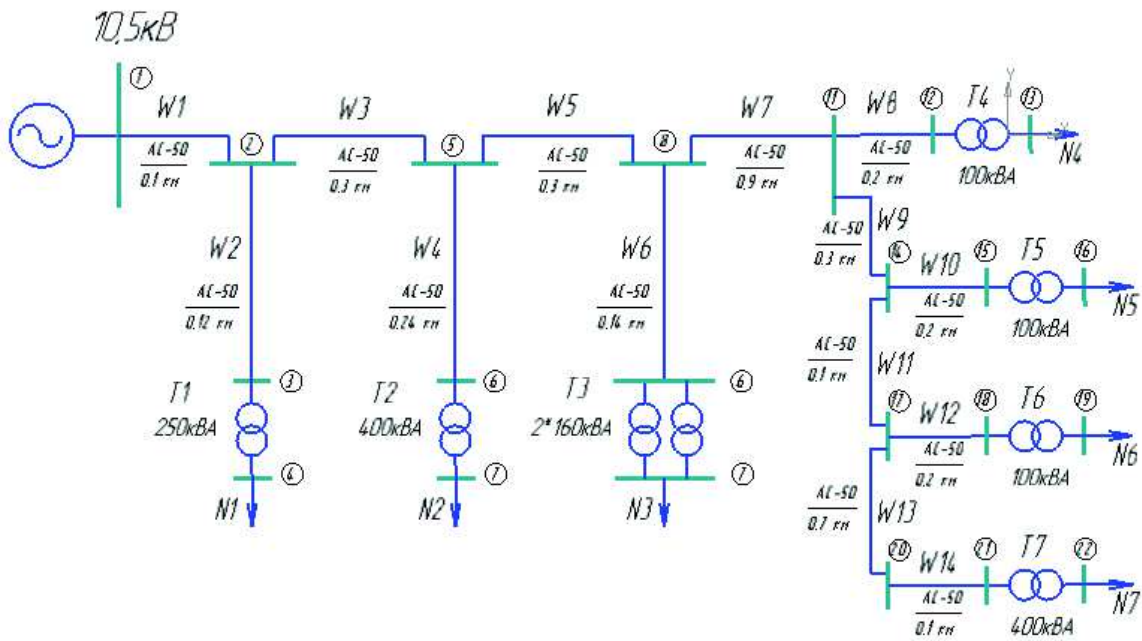 10,5кВ
1
W1
АС-50
0.1 км
2
W3
АС-50
0.3 км
5
W5
АС-50
0.3 км
8
W7
АС-50
0.9 км
11
W8
АС-50
0.2 км
12
T4
100кВА
13
Y
N4
W2
АС-50
0.12 км
W4
АС-50
0.24 км
W6
АС-50
0.14 км
W9
АС-50
0.3 км
14
W10
АС-50
0.2 км
15
T5
100кВА
16
N5
W11
АС-50
0.1 км
3
T1
250кВА
4
N1
6
T2
400кВА
7
N2
6
T3
2*160кВА
7
N3
17
W12
АС-50
0.2 км
18
T6
100кВА
19
N6
W13
АС-50
0.7 км
20
W14
АС-50
0.1 км
21
T7
400кВА
22
N7